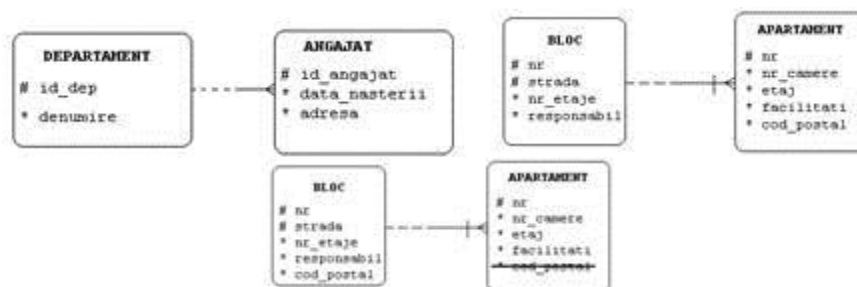 DEPARTAMENT
# id_dep
* denumire
ANGAJAT
# id_angajat
* data_nasterii
* adresa
BLOC
# nr
# strada
* nr_etaje
* responsabil
APARTAMENT
# nr
* nr_camere
* etaj
* facilitati
* cod_postal
BLOC
# nr
# strada
* nr_etaje
* responsabil
* cod_postal
APARTAMENT
# nr
* nr_camere
* etaj
* facilitati
* cod_postal